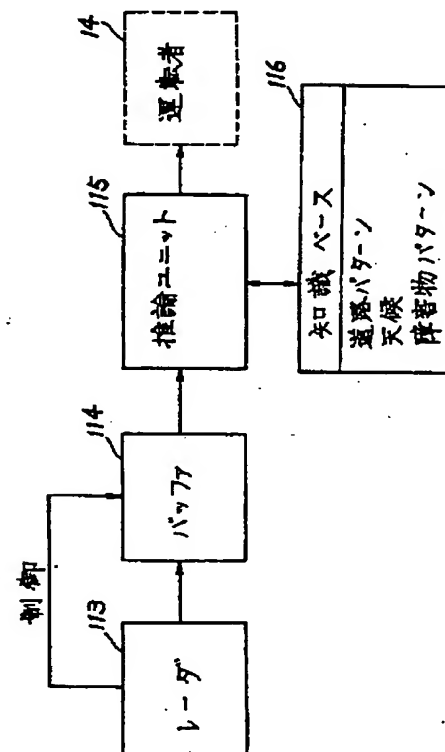 制御
113
レーダ
114
バッファ
115
推論ユニット
14
運転者
116
知識 ベース
道路パターン
天候
障害物パターン